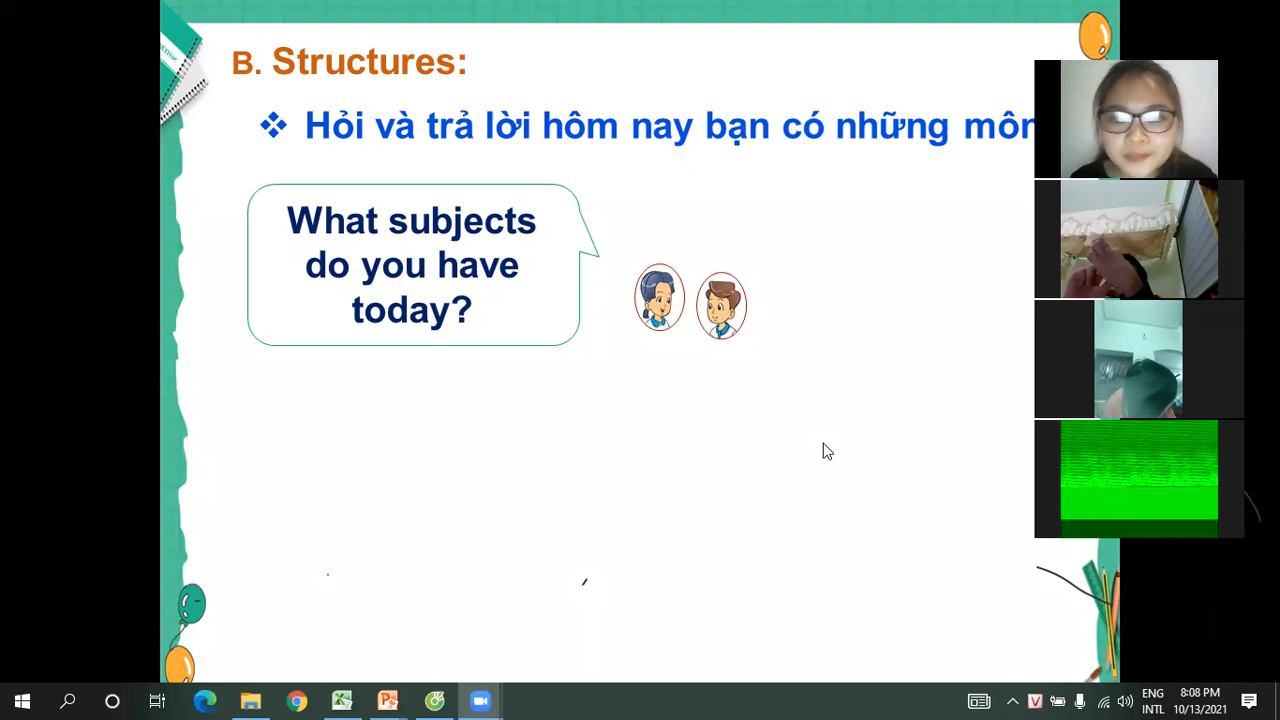 B. Structures:
❖ Hỏi và trả lời hôm nay bạn có những môn
What subjects
do you have
today?
ENG
INTL
8:08 PM
10/13/2021